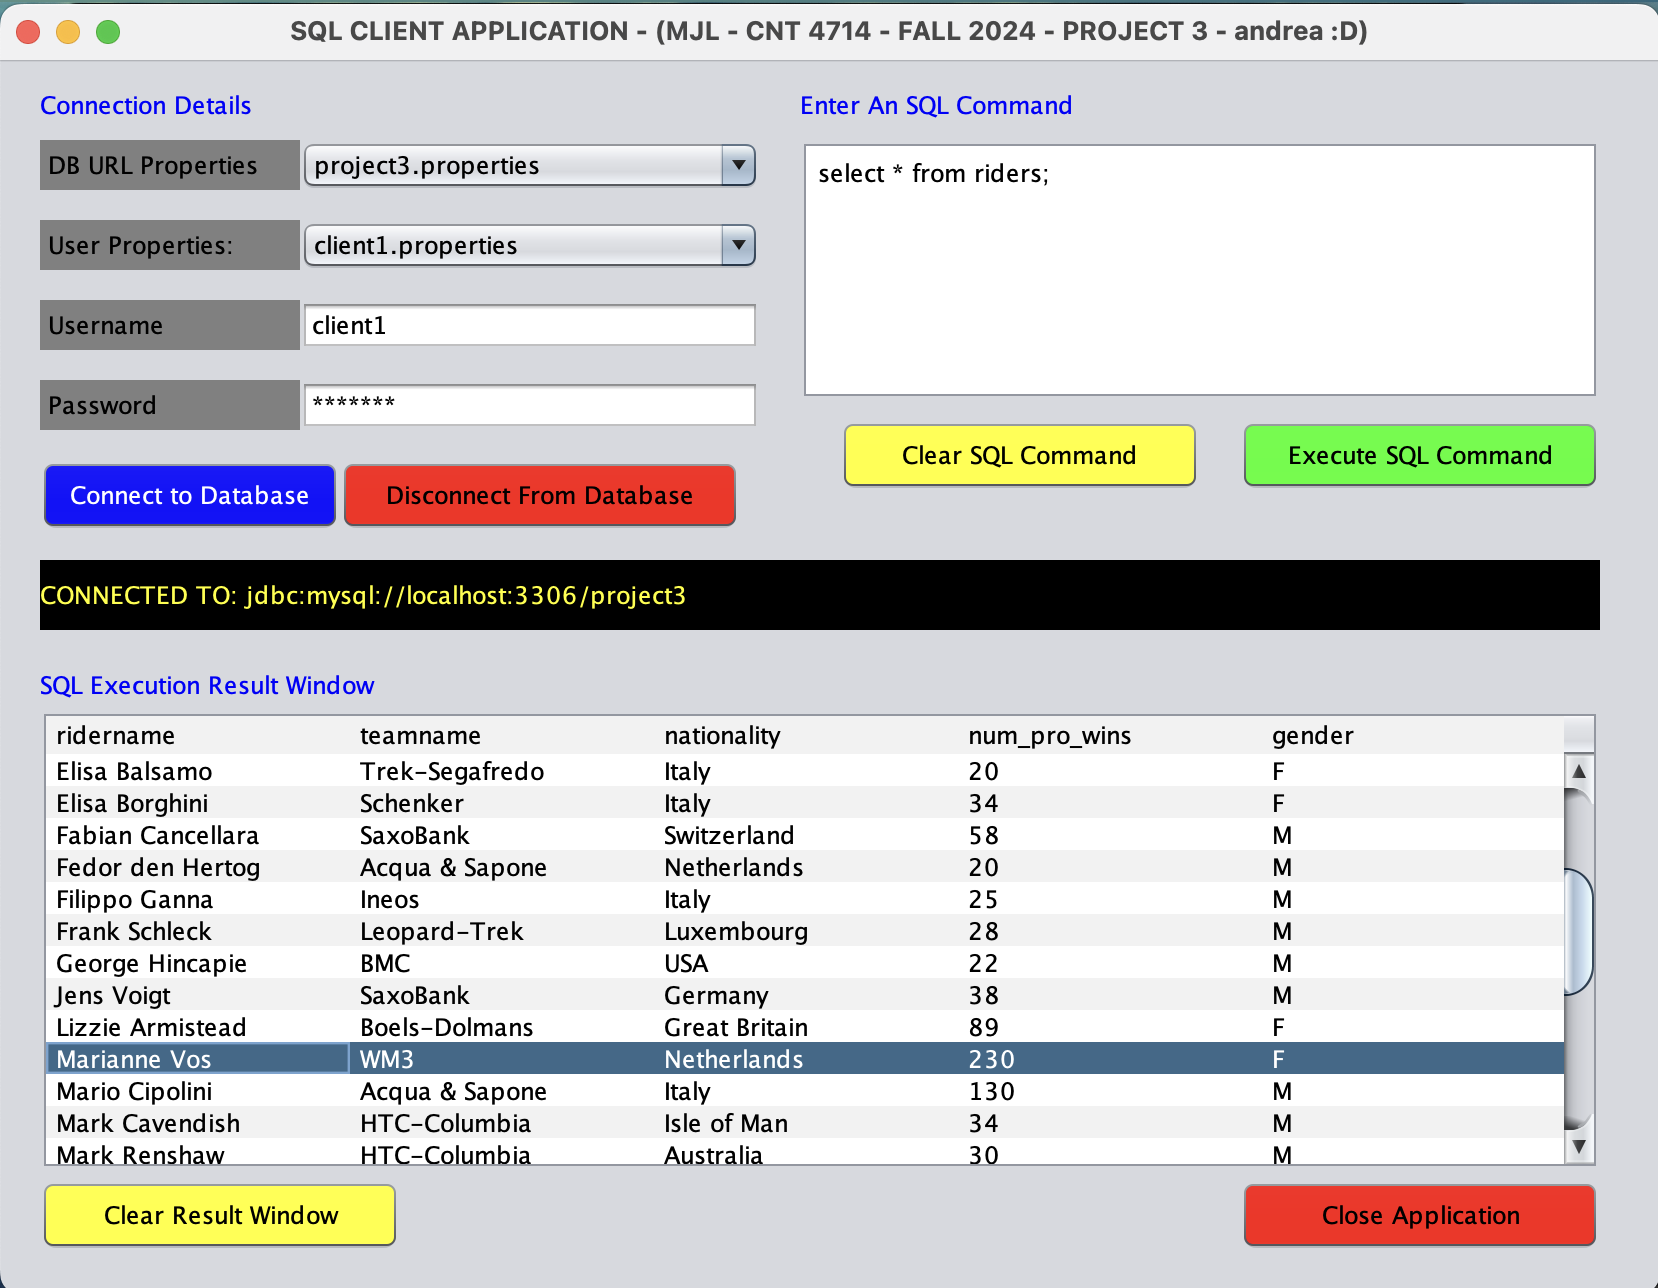 SQL CLIENT APPLICATION - (MJL - CNT 4714 - FALL 2024 - PROJECT 3 - andrea :D)
Connection Details
DB URL Properties project3.properties
User Properties: client1.properties
Username client1
Password *******
Connect to Database Disconnect From Database
Enter An SQL Command
select * from riders;
Clear SQL Command Execute SQL Command
CONNECTED TO: jdbc:mysql://localhost:3306/project3
SQL Execution Result Window
ridername teamname nationality num_pro_wins gender
Elisa Balsamo Trek-Segafredo Italy 20 F
Elisa Borghini Schenker Italy 34 F
Fabian Cancellara SaxoBank Switzerland 58 M
Fedor den Hertog Acqua & Sapone Netherlands 20 M
Filippo Ganna Ineos Italy 25 M
Frank Schleck Leopard-Trek Luxembourg 28 M
George Hincapie BMC USA 22 M
Jens Voigt SaxoBank Germany 38 M
Lizzie Armistead Boels-Dolmans Great Britain 89 F
Marianne Vos WM3 Netherlands 230 F
Mario Cipolini Acqua & Sapone Italy 130 M
Mark Cavendish HTC-Columbia Isle of Man 34 M
Mark Renshaw HTC-Columbia Australia 30 M
Clear Result Window Close Application